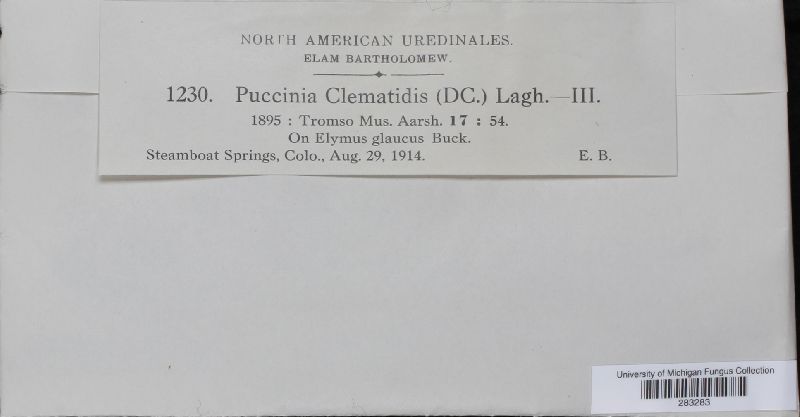 NORTH AMERICAN UREDINALES.
ELAM BARTHOLOMEW.
1230. Puccinia Clematidis (DC.) Lagh.—III.
1895 : Tromso Mus. Aarsh. 17 : 54.
On Elymus glaucus Buck.
Steamboat Springs, Colo., Aug. 29, 1914. E. B.
University of Michigan Fungus Collection
283283